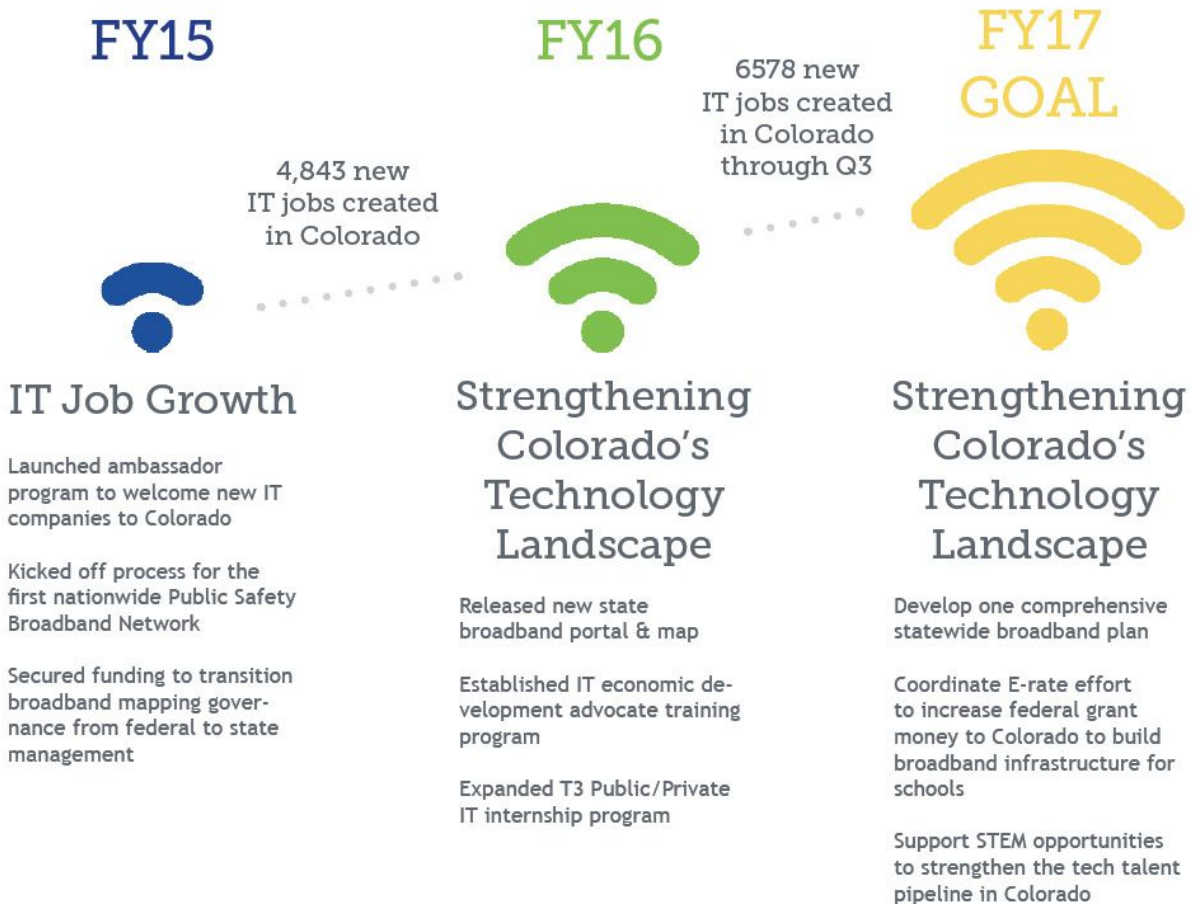 FY15
4,843 new
IT jobs created
in Colorado
IT Job Growth
Launched ambassador
program to welcome new IT
companies to Colorado
Kicked off process for the
first nationwide Public Safety
Broadband Network
Secured funding to transition
broadband mapping gover-
nance from federal to state
management
FY16
6578 new
IT jobs created
in Colorado
through Q3
Strengthening
Colorado's
Technology
Landscape
Released new state
broadband portal & map
Established IT economic de-
velopment advocate training
program
Expanded T3 Public/Private
IT internship program
FY17
GOAL
Strengthening
Colorado's
Technology
Landscape
Develop one comprehensive
statewide broadband plan
Coordinate E-rate effort
to increase federal grant
money to Colorado to build
broadband infrastructure for
schools
Support STEM opportunities
to strengthen the tech talent
pipeline in Colorado